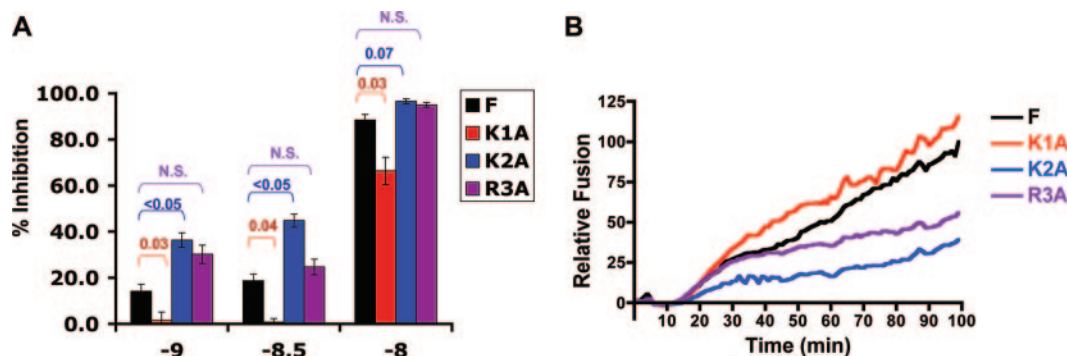 A
% Inhibition
100.0
80.0
60.0
40.0
20.0
0.0
N.S.
<0.05
0.03
N.S.
<0.05
0.04
N.S.
0.07
0.03
-9
-8.5
-8
F
K1A
K2A
R3A
B
Relative Fusion
125
100
75
50
25
0
10 20 30 40 50 60 70 80 90 100
Time (min)
F
K1A
K2A
R3A